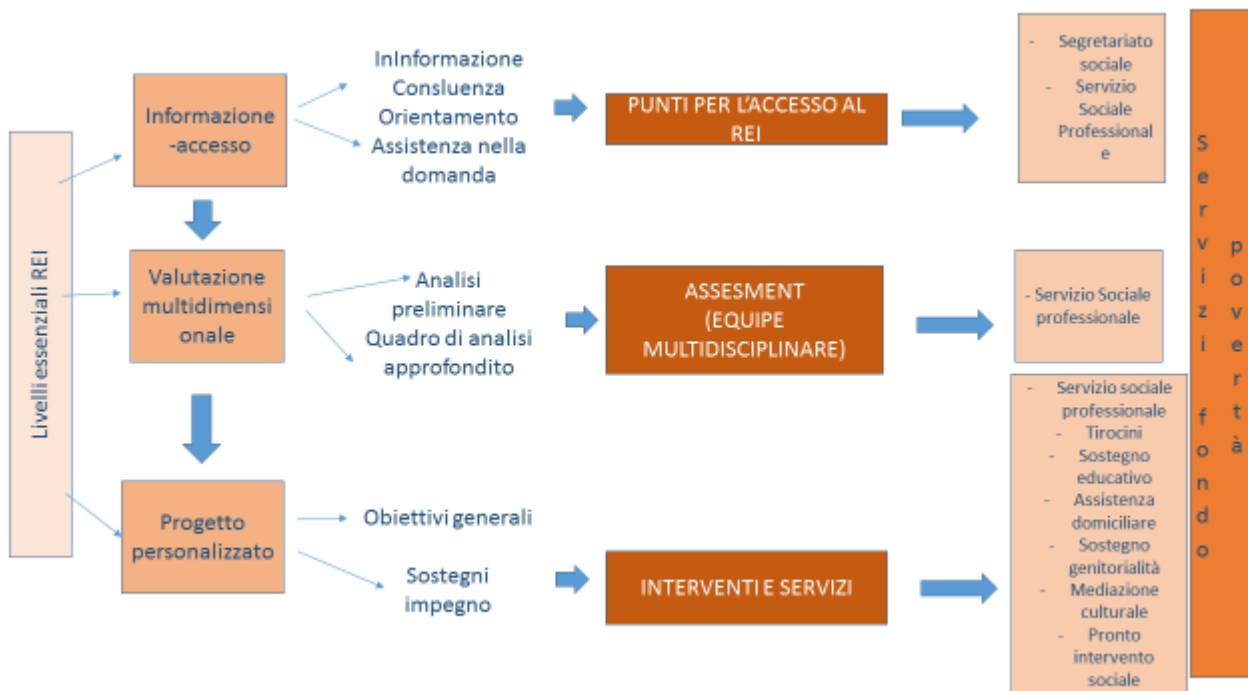 Livelli essenziali REI
Informazione
-accesso
InInformazione
Consluenza
Orientamento
Assistenza nella
domanda
PUNTI PER L'ACCESSO AL
REI
- Segretariato
sociale
- Servizio
Sociale
Professional
e
Valutazione
multidimensi
onale
Analisi
preliminare
Quadro di analisi
approfondito
ASSESMENT
(EQUIPE
MULTIDISCIPLINARE)
- Servizio Sociale
professionale
Progetto
personalizzato
Obiettivi generali
Sostegni
impegno
INTERVENTI E SERVIZI
- Servizio sociale
professionale
- Tirocini
- Sostegno
educativo
- Assistenza
domiciliare
- Sostegno
genitorialità
- Mediazione
culturale
- Pronto
intervento
sociale
Servizi fondo
povertà